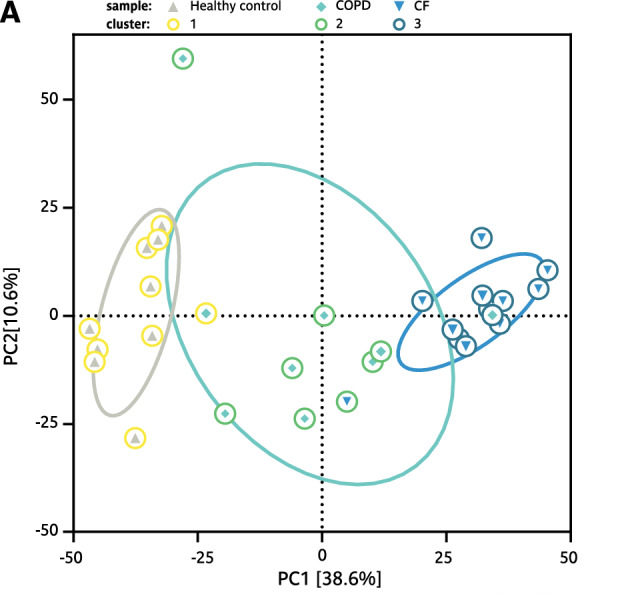 A
sample: Healthy control COPD CF
cluster: 1 2 3
50
25
0
-25
-50
-50 -25 0 25 50
PC2[10.6%]
PC1 [38.6%]